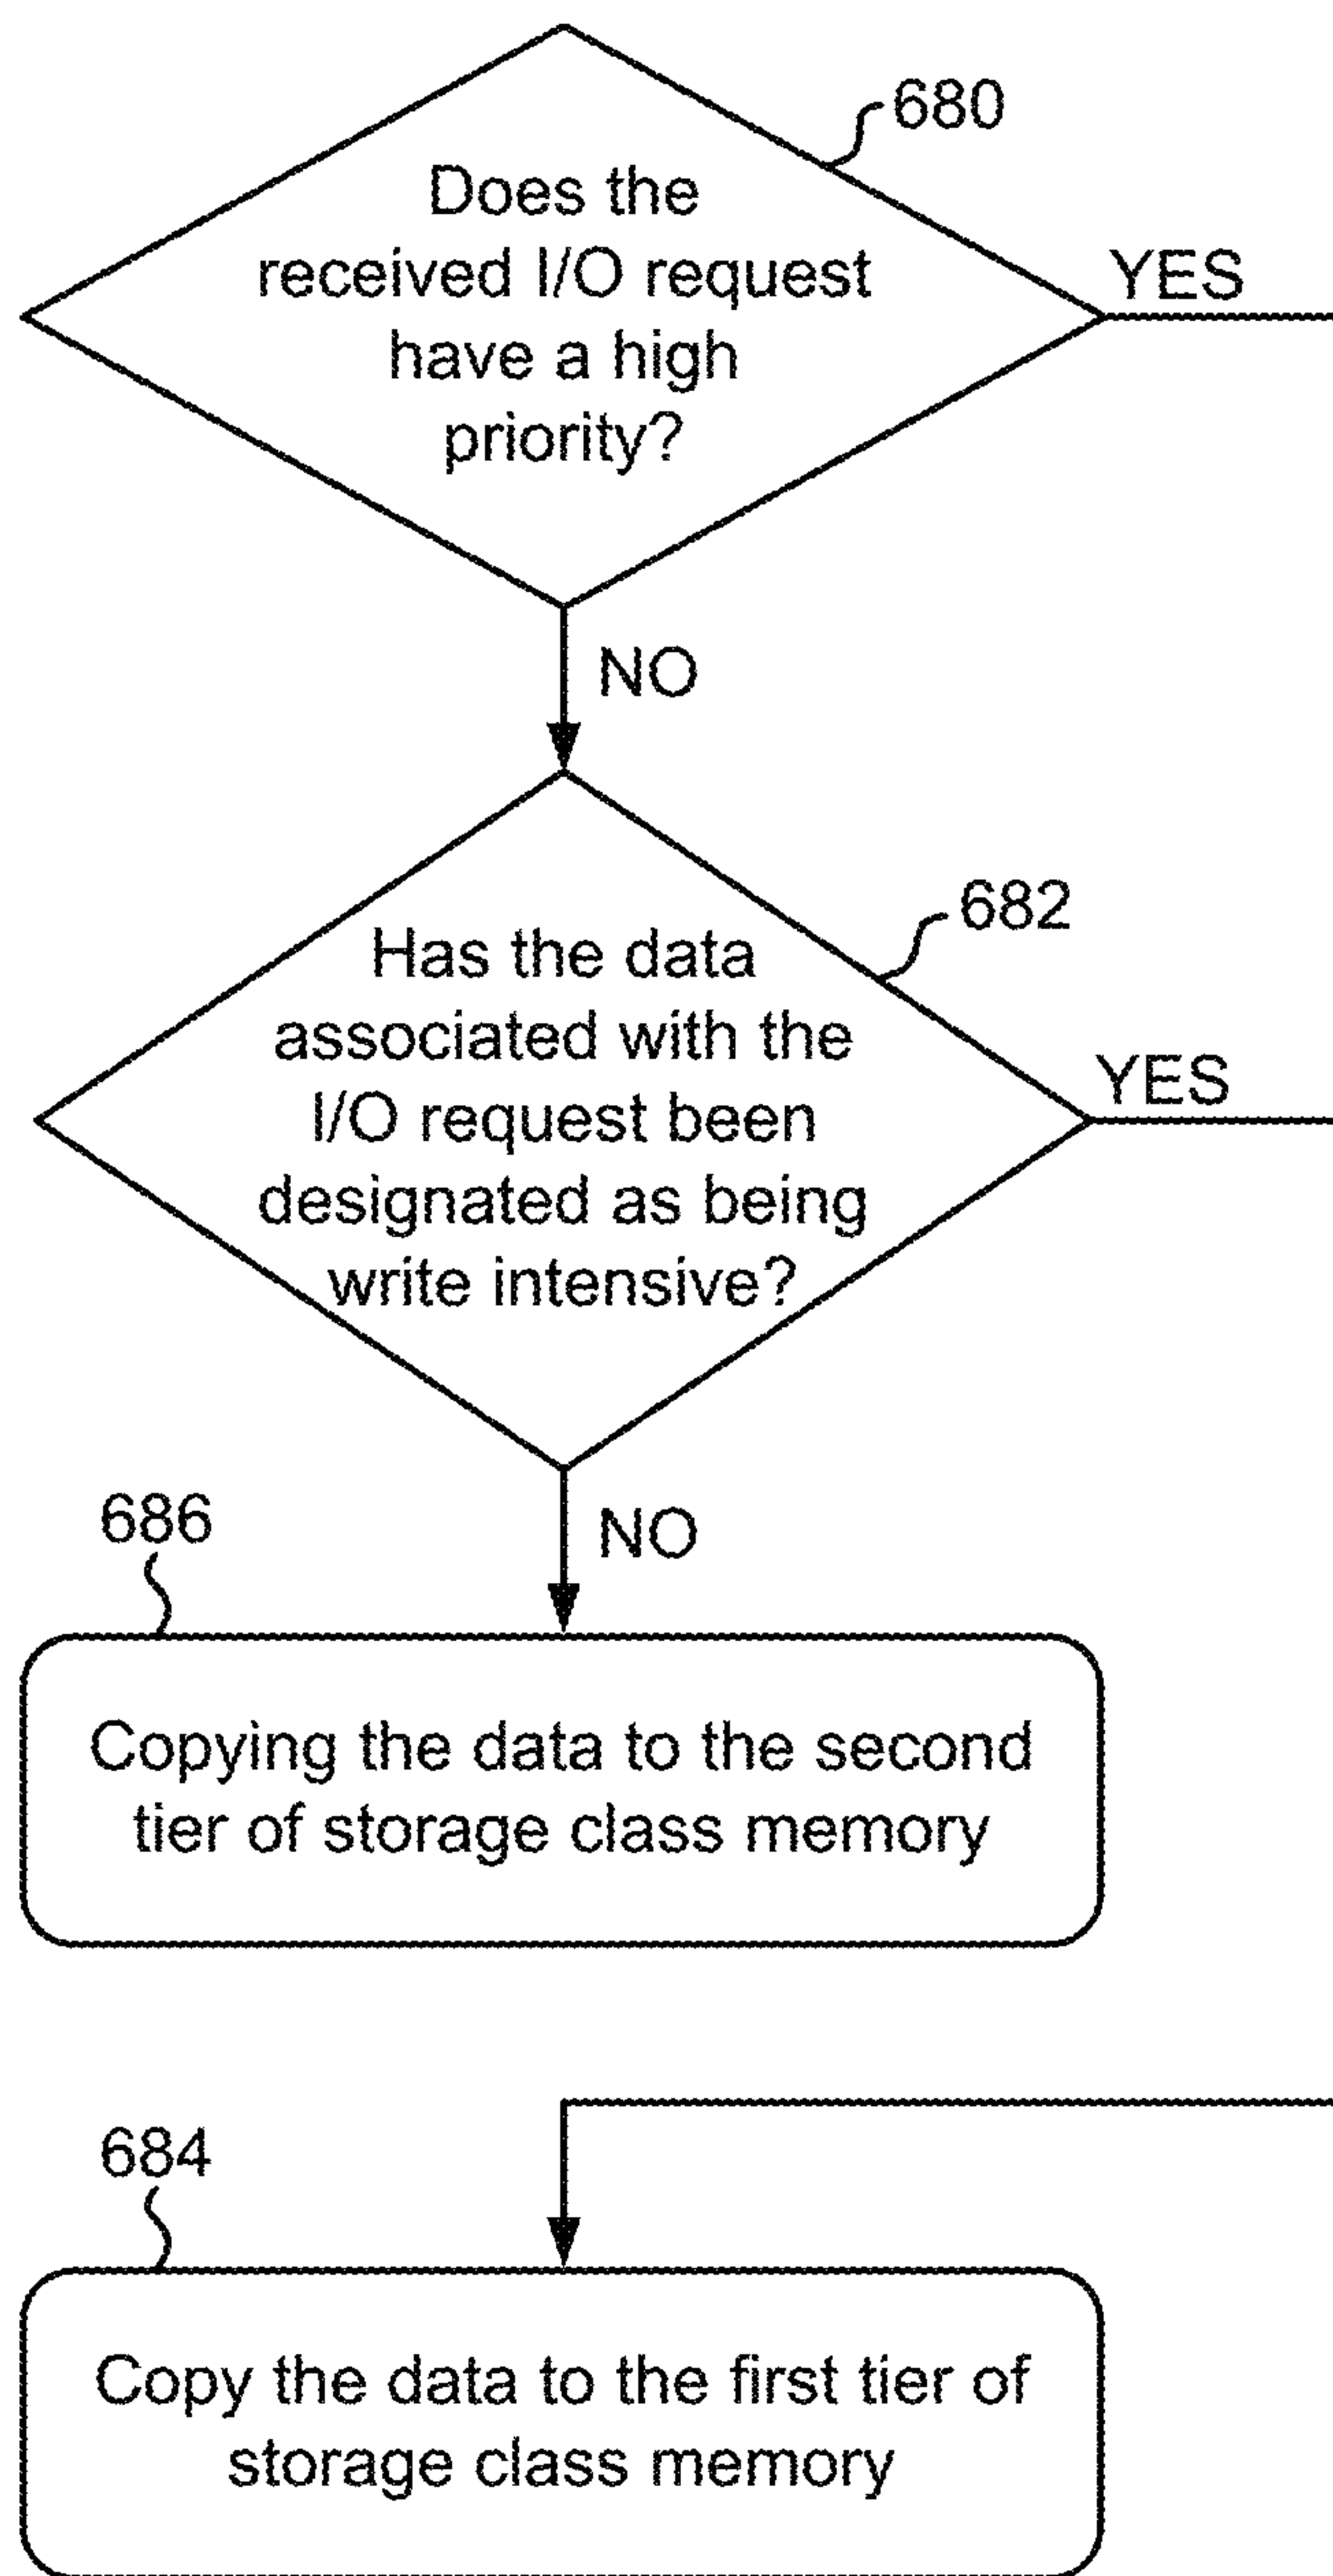 680
Does the
received I/O request
have a high
priority?
YES
NO
682
Has the data
associated with the
I/O request been
designated as being
write intensive?
YES
NO
686
Copying the data to the second
tier of storage class memory
684
Copy the data to the first tier of
storage class memory